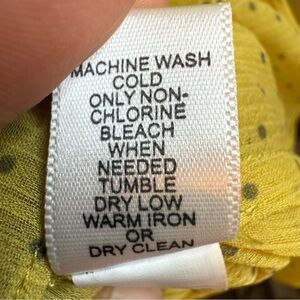 MACHINE WASH
COLD
ONLY NON-
CHLORINE
BLEACH
WHEN
NEEDED
TUMBLE
DRY LOW
WARM IRON
OR
DRY CLEAN